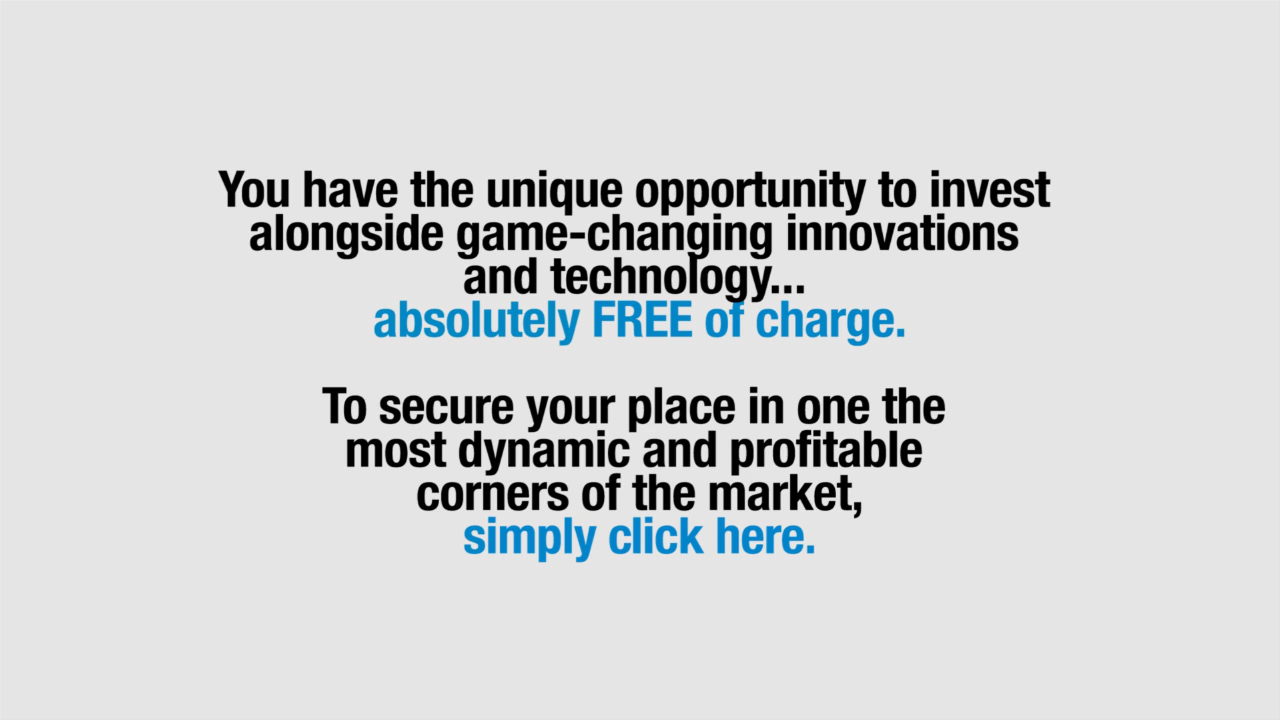 You have the unique opportunity to invest
alongside game-changing innovations
and technology...
absolutely FREE of charge.
To secure your place in one the
most dynamic and profitable
corners of the market,
simply click here.